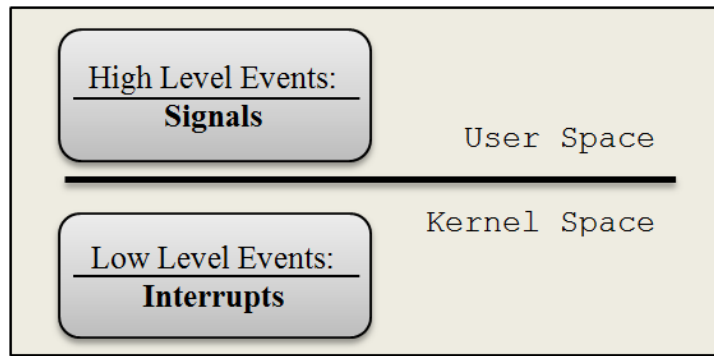 High Level Events:
Signals
User Space
Kernel Space
Low Level Events:
Interrupts